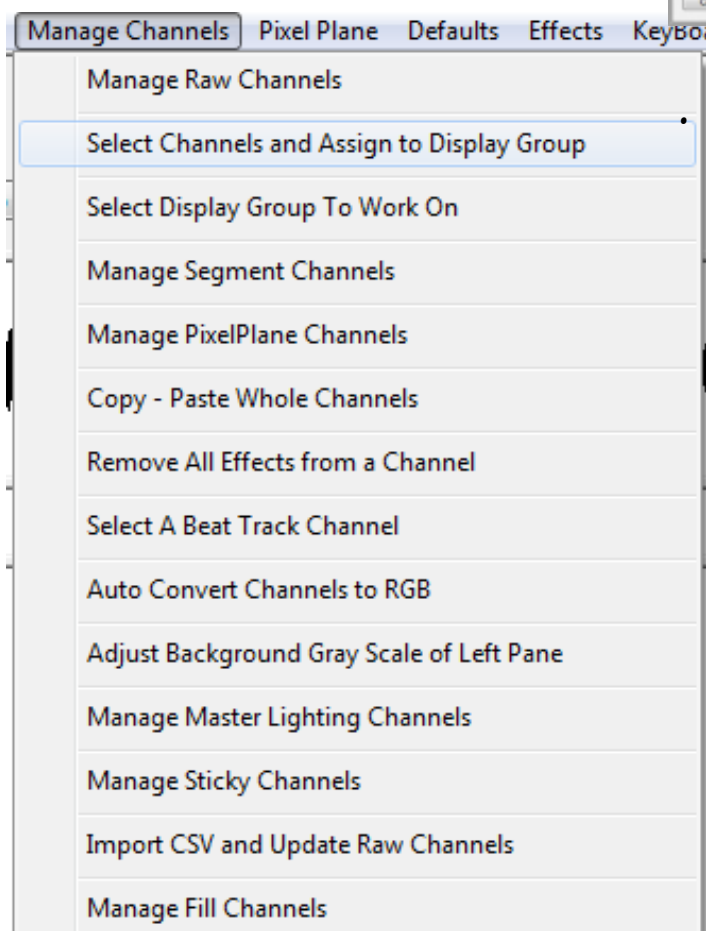 Manage Channels Pixel Plane Defaults Effects KeyBoa
Manage Raw Channels
Select Channels and Assign to Display Group
Select Display Group To Work On
Manage Segment Channels
Manage PixelPlane Channels
Copy - Paste Whole Channels
Remove All Effects from a Channel
Select A Beat Track Channel
Auto Convert Channels to RGB
Adjust Background Gray Scale of Left Pane
Manage Master Lighting Channels
Manage Sticky Channels
Import CSV and Update Raw Channels
Manage Fill Channels